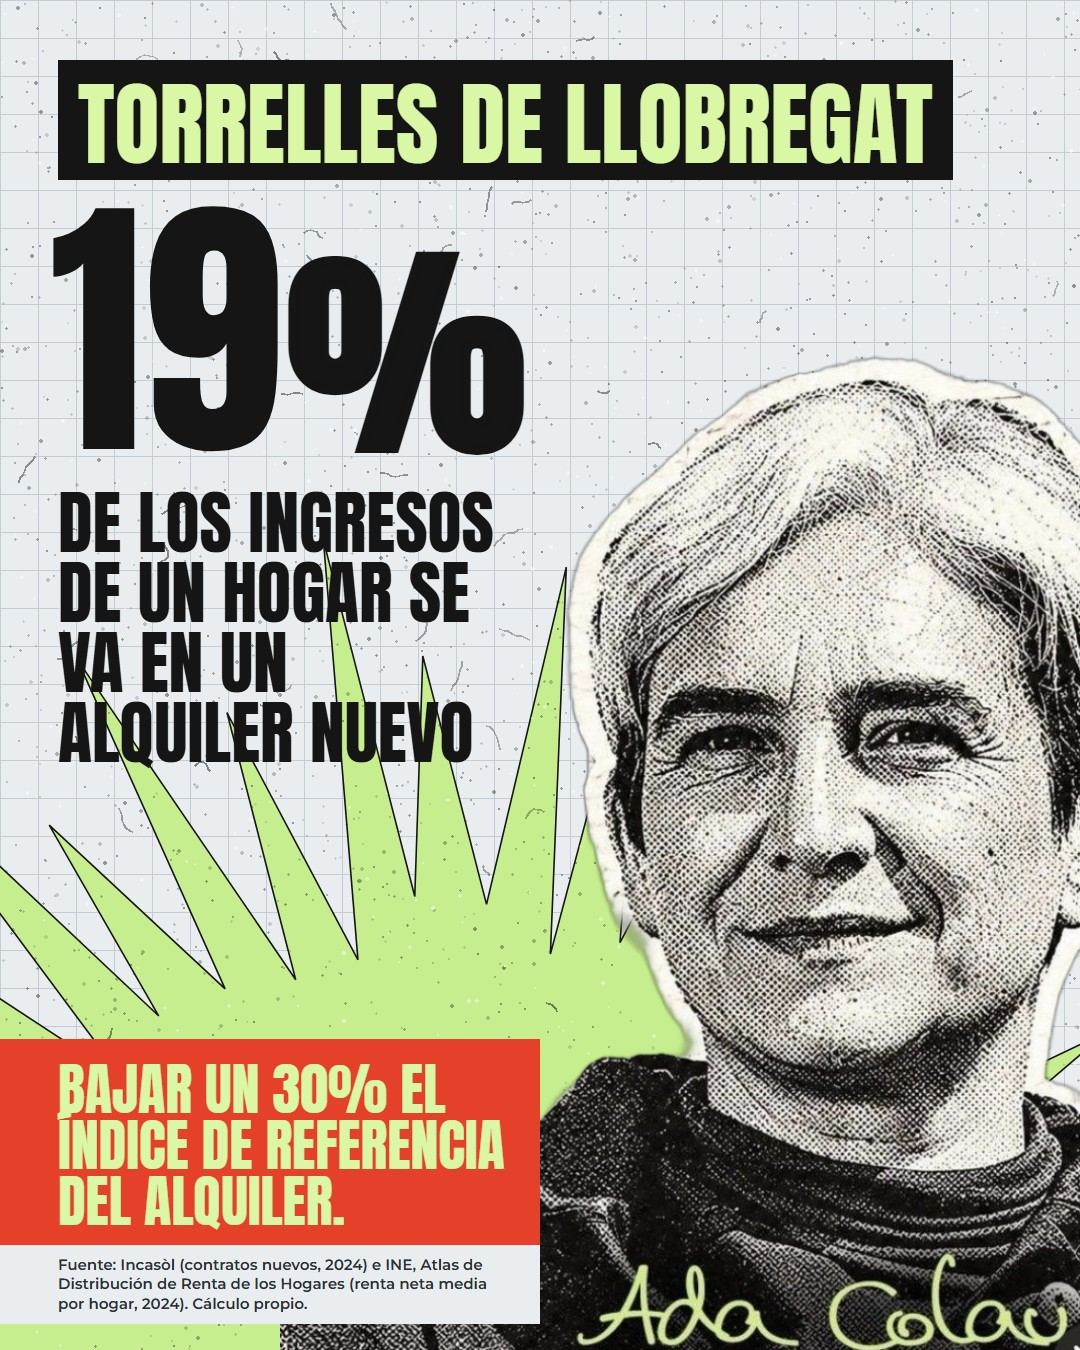 TORRELLES DE LLOBREGAT
19%
DE LOS INGRESOS
DE UN HOGAR SE
VA EN UN
ALQUILER NUEVO
BAJAR UN 30% EL
ÍNDICE DE REFERENCIA
DEL ALQUILER.
Fuente: Incasòl (contratos nuevos, 2024) e INE, Atlas de
Distribución de Renta de los Hogares (renta neta media
por hogar, 2024). Cálculo propio.
Ada Colau